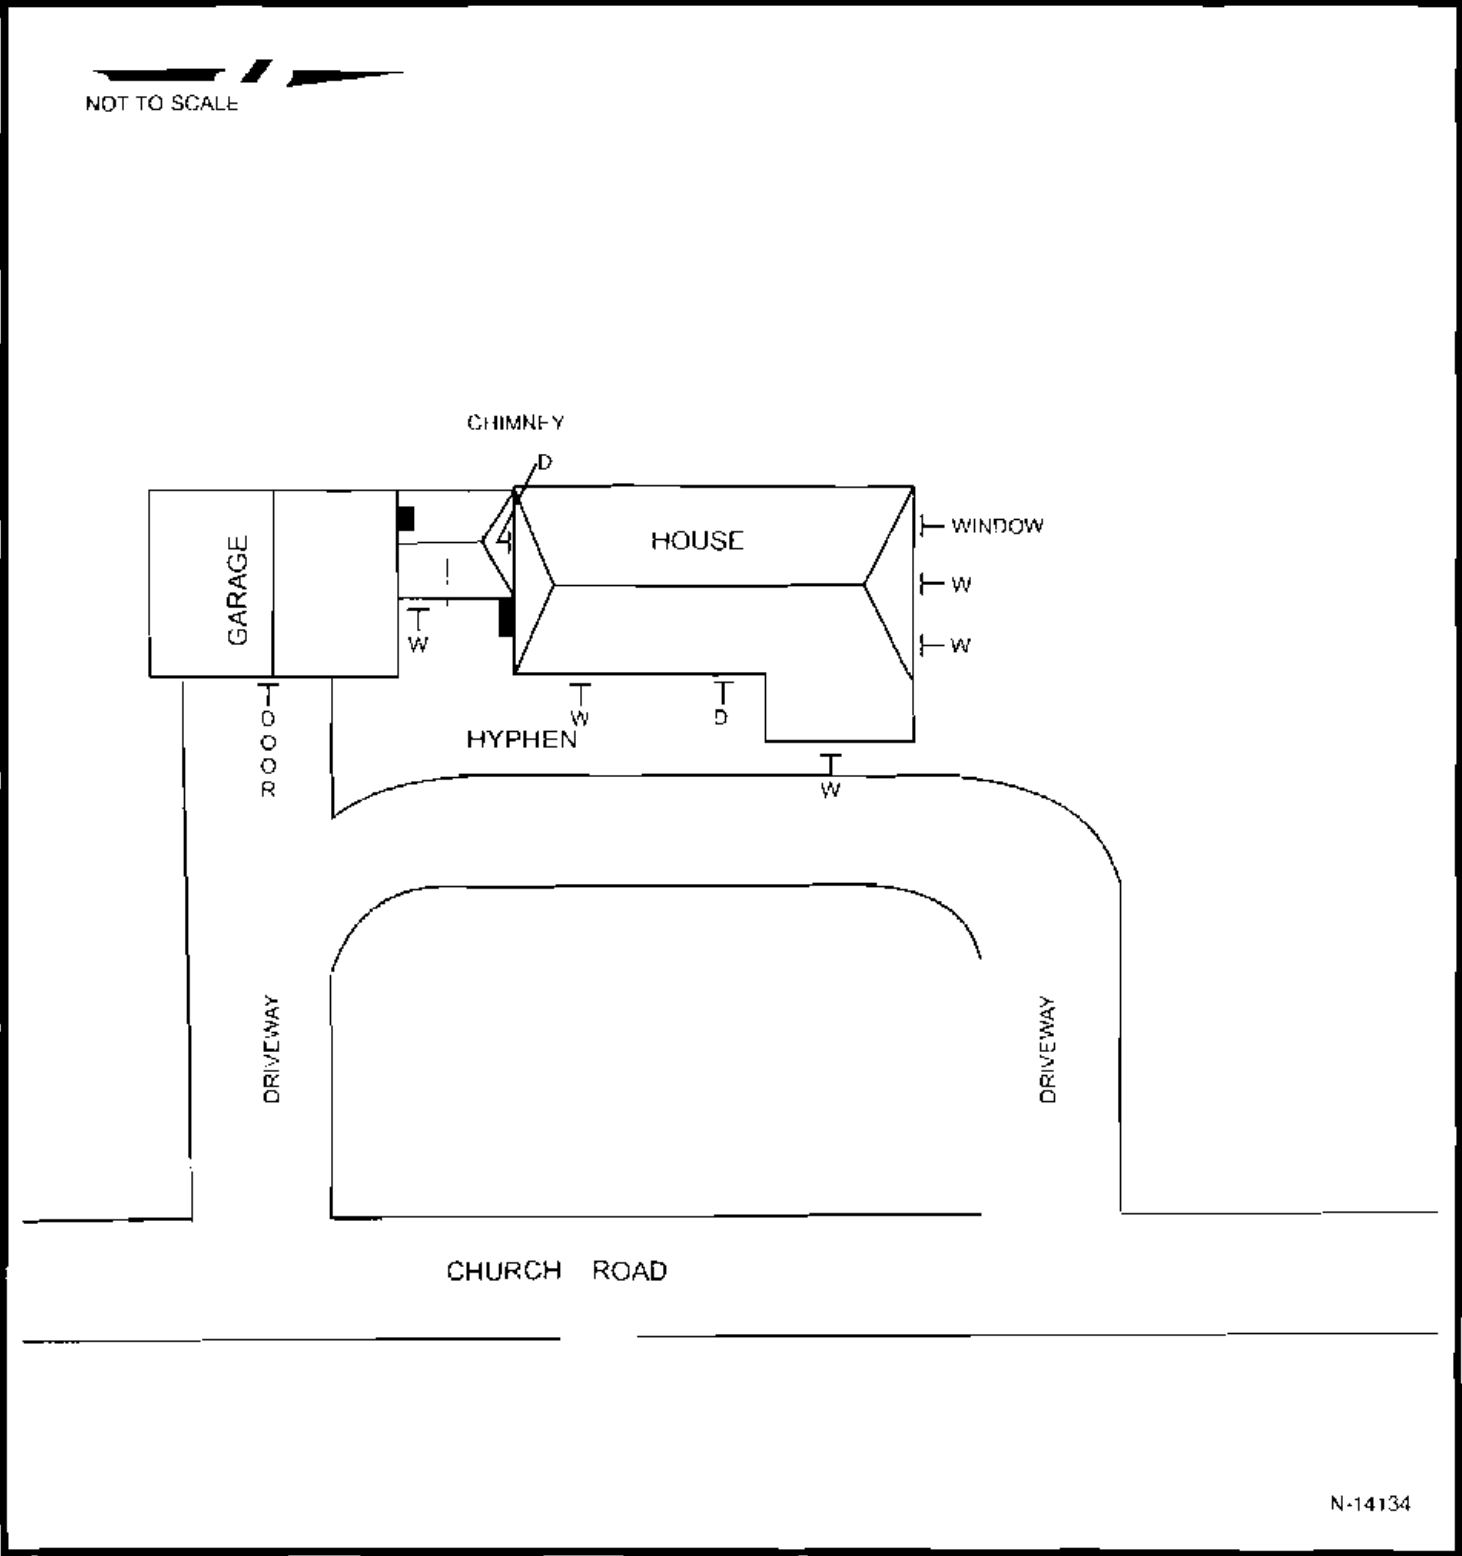 NOT TO SCALE
CHIMNEY
D
HOUSE
WINDOW
W
W
GARAGE
W
W
D
DOOR
HYPHEN
W
DRIVEWAY
DRIVEWAY
CHURCH ROAD
N-14134